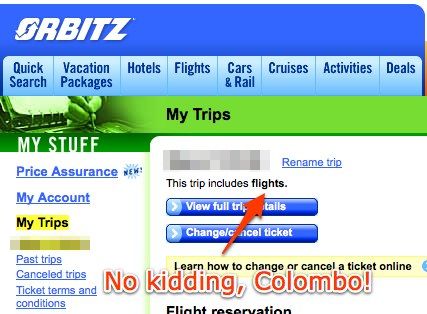 ORBITZ
Quick Search
Vacation Packages
Hotels
Flights
Cars & Rail
Cruises
Activities
Deals
My Trips
MY STUFF
Price Assurance NEW!
My Account
My Trips
Past trips
Canceled trips
Ticket terms and
conditions
Rename trip
This trip includes flights.
View full trip details
Change/cancel ticket
Learn how to change or cancel a ticket online
No kidding, Colombo!
Flight reservation